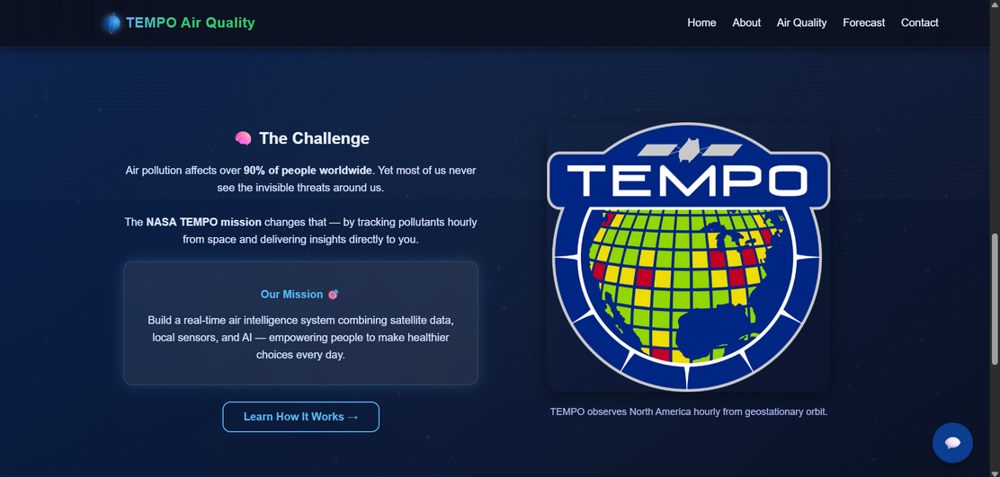 TEMPO Air Quality
Home
About
Air Quality
Forecast
Contact
🧠 The Challenge
Air pollution affects over 90% of people worldwide. Yet most of us never
see the invisible threats around us.
The NASA TEMPO mission changes that — by tracking pollutants hourly
from space and delivering insights directly to you.
Our Mission 🎯
Build a real-time air intelligence system combining satellite data,
local sensors, and AI — empowering people to make healthier
choices every day.
Learn How It Works →
TEMPO
TEMPO observes North America hourly from geostationary orbit.